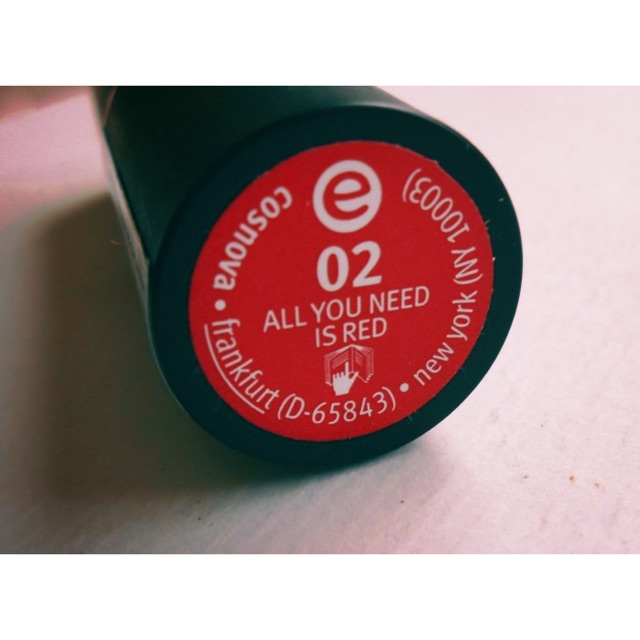 e
02
ALL YOU NEED
IS RED
cosnova • frankfurt (D-65843) • new york (NY 10003)